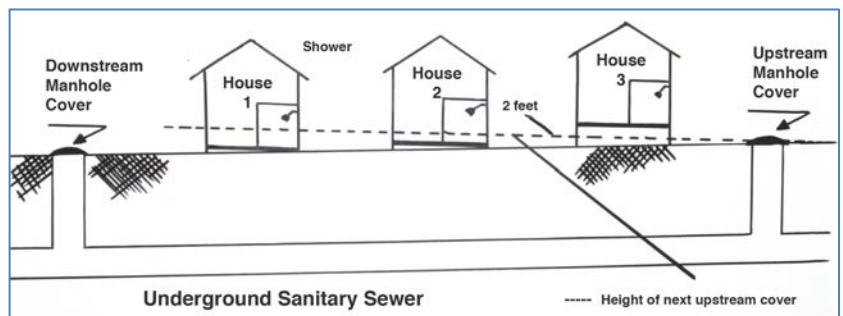 Downstream
Manhole
Cover
Shower
House
1
House
2
House
3
2 feet
Upstream
Manhole
Cover
Underground Sanitary Sewer
Height of next upstream cover